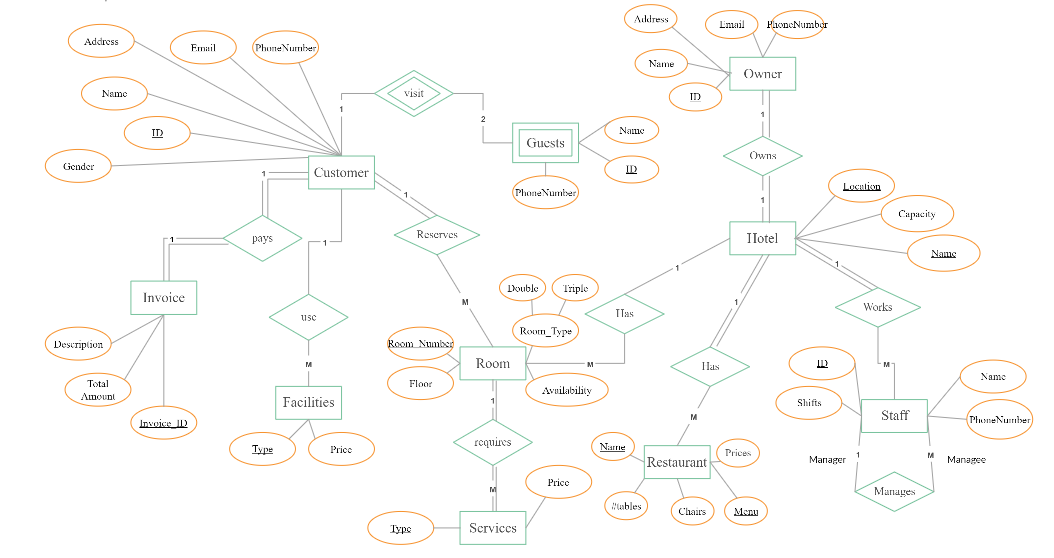 Address
Email
PhoneNumber
Address
Email
PhoneNumber
Name
Owner
Name
visit
ID
1
1
2
Name
ID
Guests
Name
Owns
Gender
Customer
ID
Location
1
1
PhoneNumber
1
Capacity
pays
Reserves
Hotel
1
1
Name
1
1
Double
Triple
Invoice
M
1
Works
use
Has
Room_Type
Description
Room_Number
Room
Has
M
M
M
ID
Name
Total
Amount
Floor
Availability
Facilities
1
Shifts
Staff
PhoneNumber
Invoice_ID
M
requires
Type
Price
Name
Prices
Manager
1
M
Managee
Restaurant
Price
M
Manages
#tables
Chairs
Menu
Type
Services